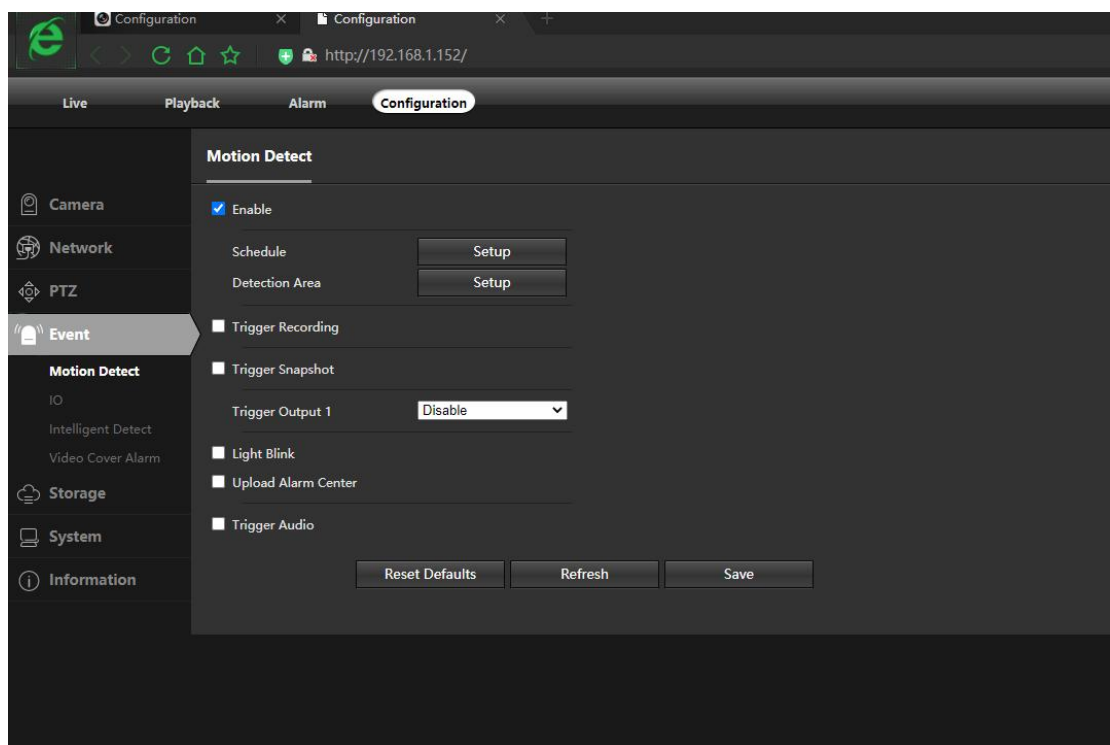 Configuration
Configuration
http://192.168.1.152/
Live Playback Alarm Configuration
Motion Detect
Camera
Network
PTZ
Event
Motion Detect
IO
Intelligent Detect
Video Cover Alarm
Storage
System
Information
Enable
Schedule Setup
Detection Area Setup
Trigger Recording
Trigger Snapshot
Trigger Output 1 Disable
Light Blink
Upload Alarm Center
Trigger Audio
Reset Defaults Refresh Save